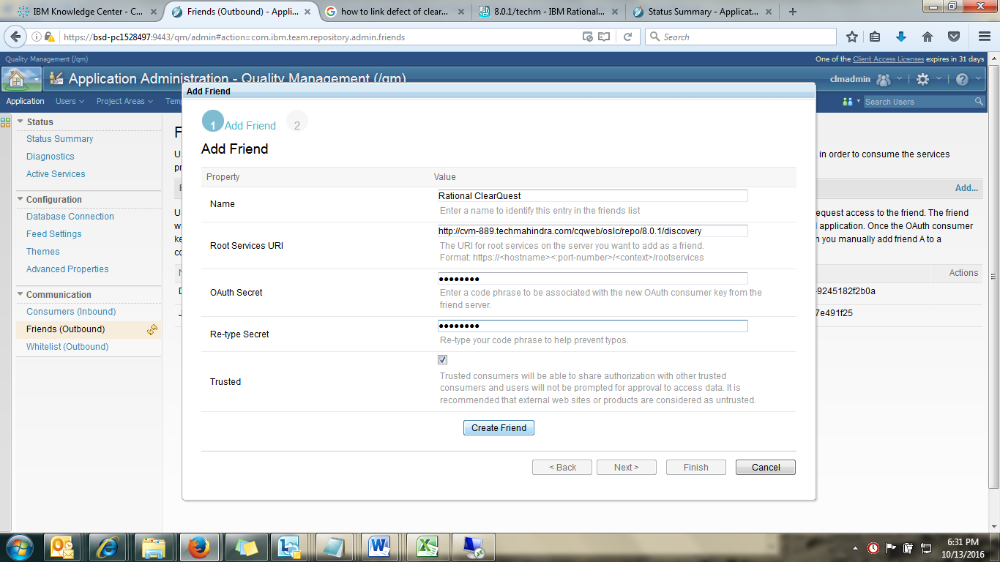 IBM Knowledge Center - C...
Friends (Outbound) - Appli...
how to link defect of clear...
8.0.1/techm - IBM Rational...
Status Summary - Applicat...
https://bsd-pc1528497:9443/qm/admin#action=com.ibm.team.repository.admin.friends
Search
Quality Management (/qm)
One of the Client Access Licenses expires in 31 days
Application Administration - Quality Management (/qm)
clmadmin
Application
Users
Project Areas
Temp
Search Users
Add Friend
Status
Status Summary
Diagnostics
Active Services
Configuration
Database Connection
Feed Settings
Themes
Advanced Properties
Communication
Consumers (Inbound)
Friends (Outbound)
Whitelist (Outbound)
1 Add Friend 2
Add Friend
Property Value
Name
Rational ClearQuest
Enter a name to identify this entry in the friends list
Root Services URI
http://cvm-889.techmahindra.com/cqweb/oslc/repo/8.0.1/discovery
The URI for root services on the server you want to add as a friend.
Format: https://<hostname><:port-number>/<context>/rootservices
OAuth Secret
●●●●●●●●
Enter a code phrase to be associated with the new OAuth consumer key from the
friend server.
Re-type Secret
●●●●●●●●
Re-type your code phrase to help prevent typos.
Trusted
Trusted consumers will be able to share authorization with other trusted
consumers and users will not be prompted for approval to access data. It is
recommended that external web sites or products are considered as untrusted.
Create Friend
< Back
Next >
Finish
Cancel
in order to consume the services
Add...
equest access to the friend. The friend
d application. Once the OAuth consumer
n you manually add friend A to a
Actions
9245182f2b0a
7e491f25
6:31 PM
10/13/2016